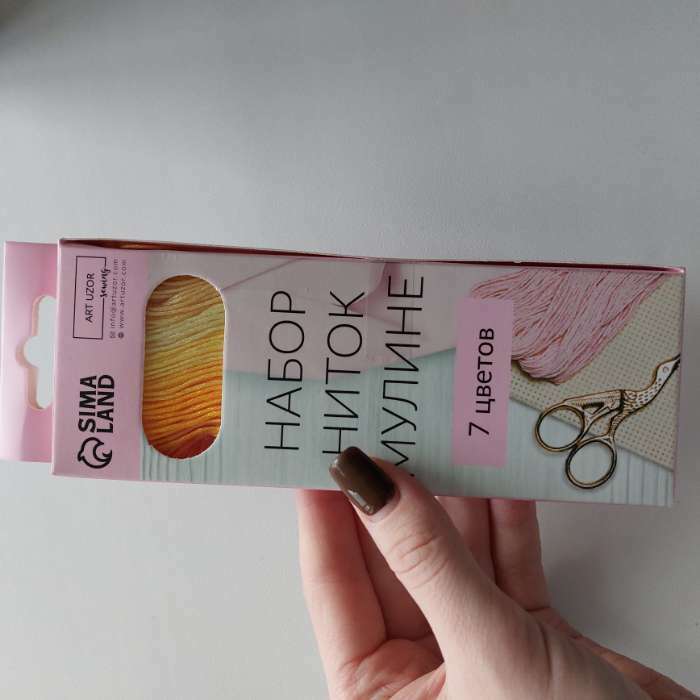 ART UZOR
sewing
info@artuzor.com
www.artuzor.com
SIMA
LAND
НАБОР
НИТОК
МУЛИНЕ
7 цветов